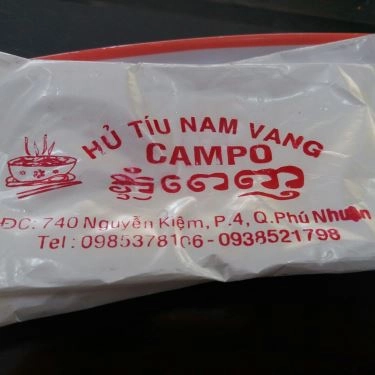 HỦ TÍU NAM VANG
CAMPO
ĐC: 740 Nguyễn Kiệm, P.4, Q.Phú Nhuận
Tel : 0985378106 - 0938521798